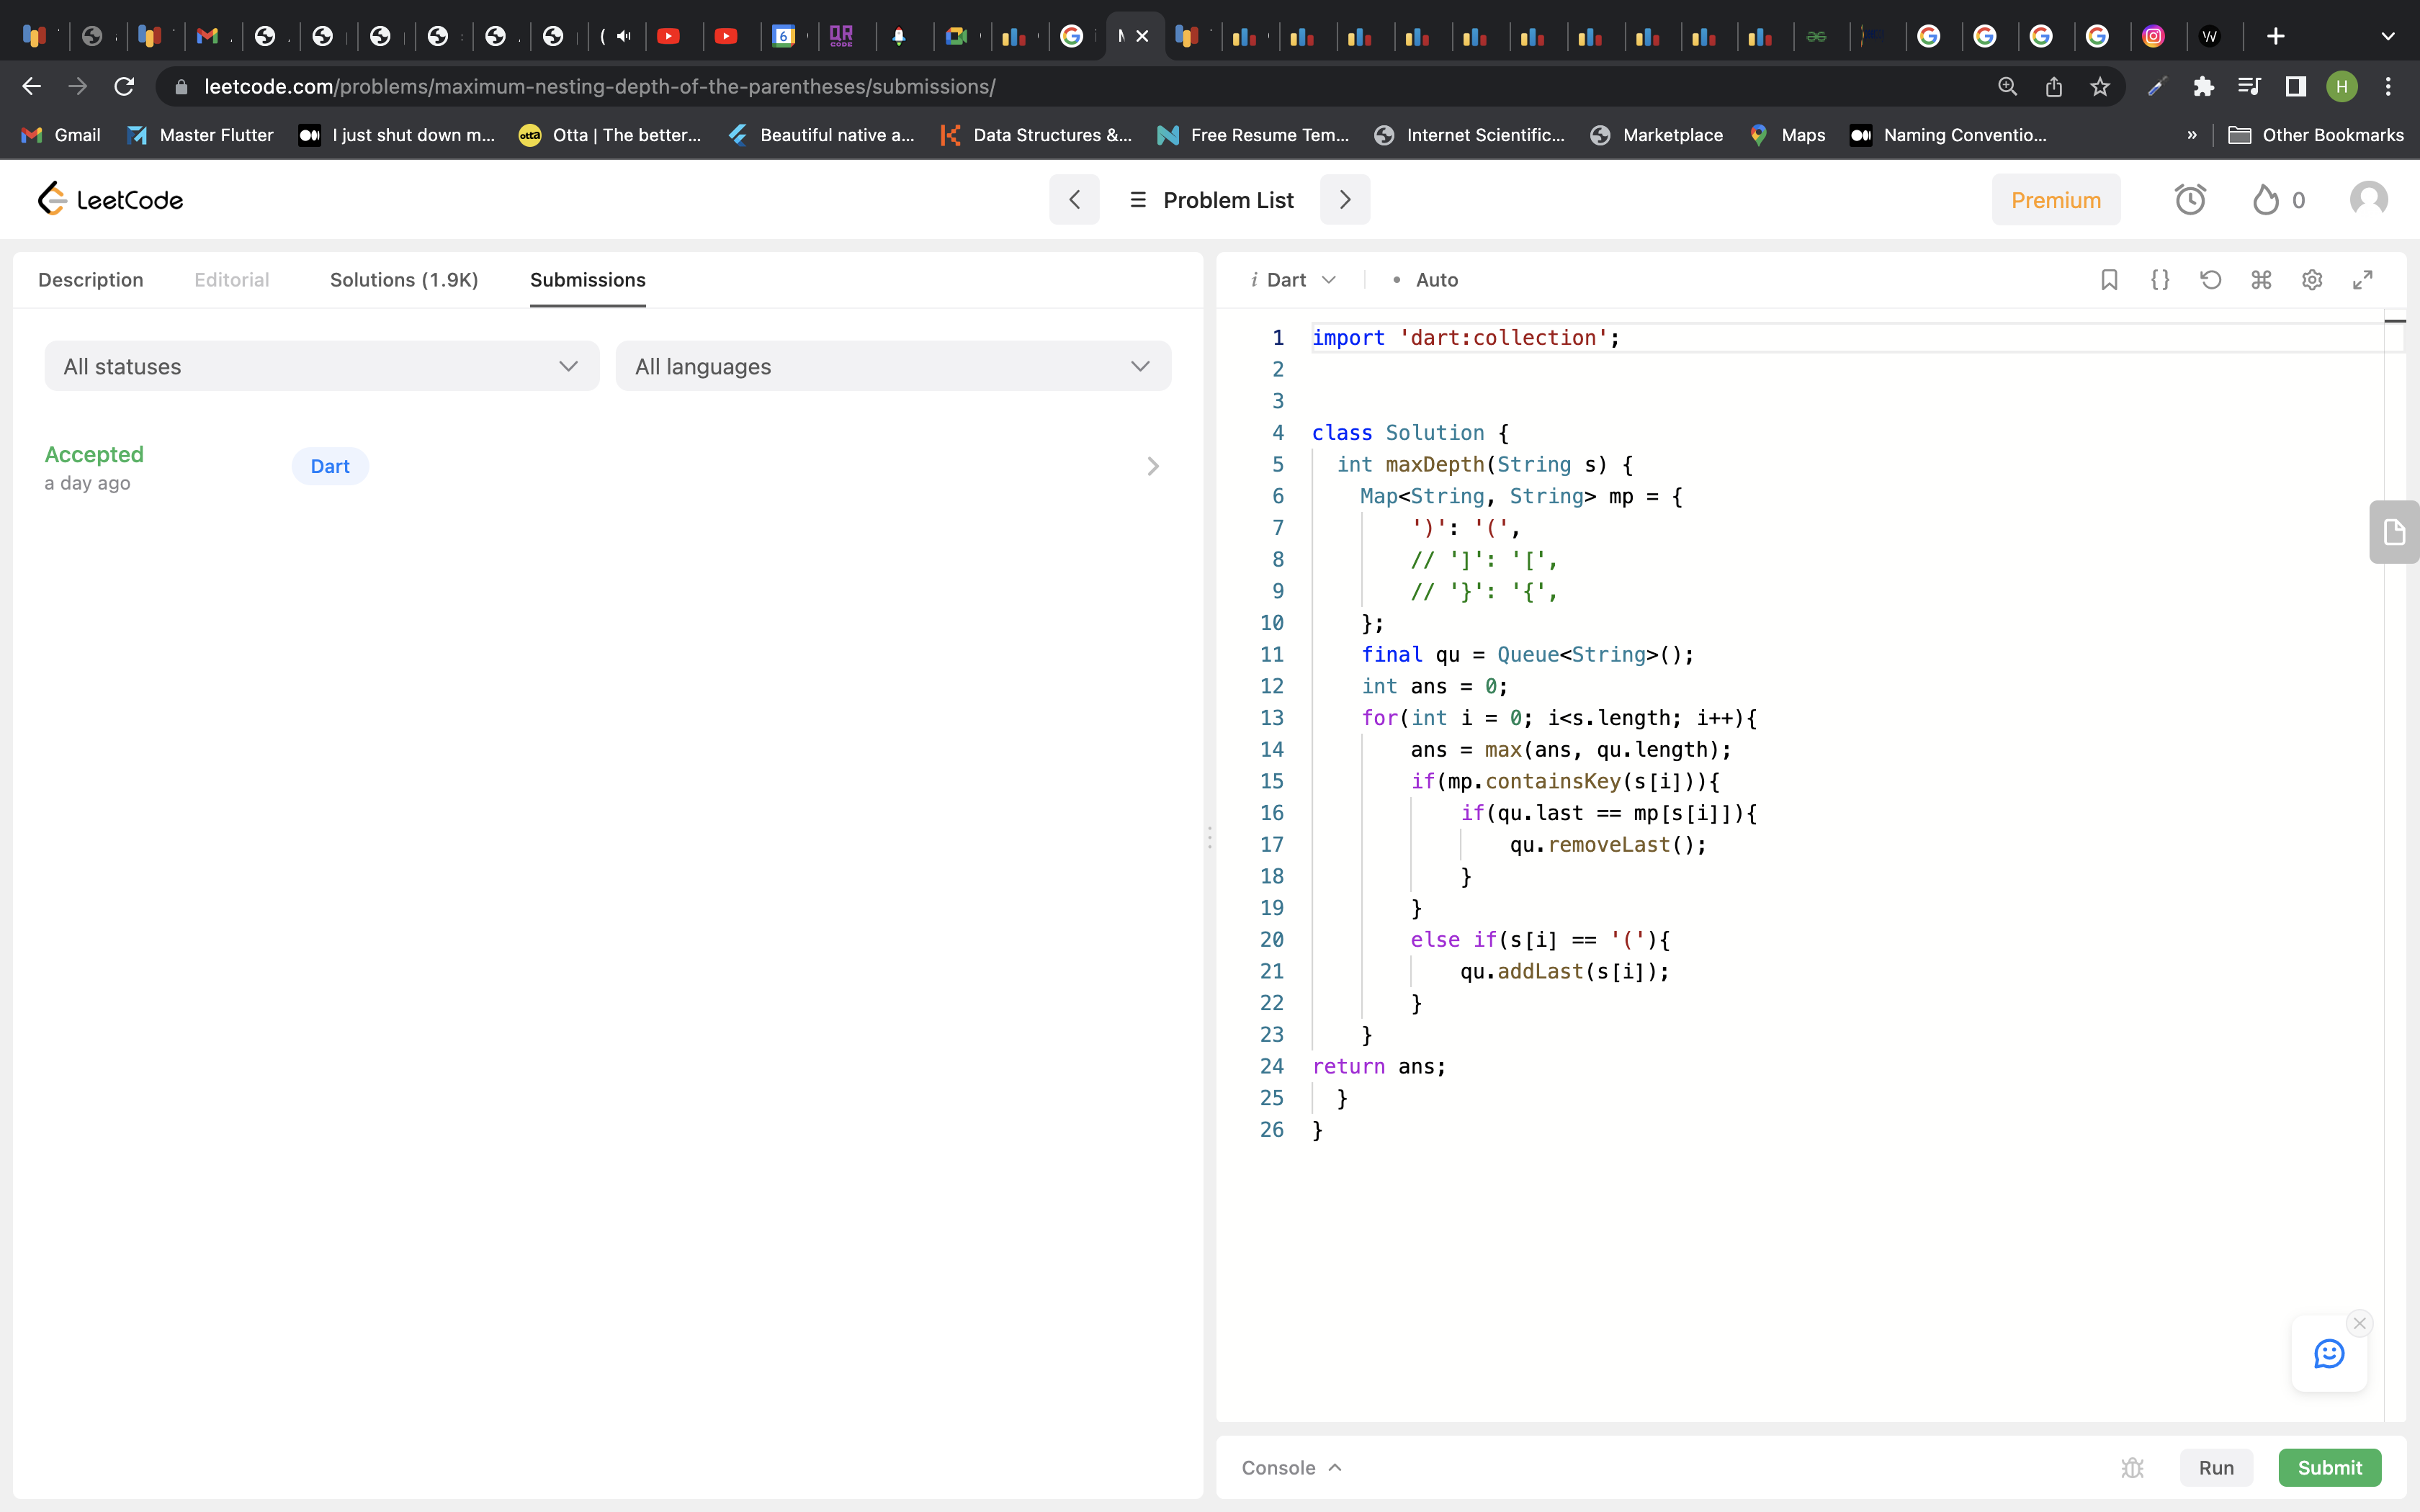 leetcode.com/problems/maximum-nesting-depth-of-the-parentheses/submissions/
H
Gmail
Master Flutter
I just shut down m...
Otta | The better...
Beautiful native a...
Data Structures &...
Free Resume Tem...
Internet Scientific...
Marketplace
Maps
Naming Conventio...
»
Other Bookmarks
LeetCode
Problem List
Premium
0
Description
Editorial
Solutions (1.9K)
Submissions
i Dart
• Auto
All statuses
All languages
Accepted
a day ago
Dart
1 import 'dart:collection';
2
3
4 class Solution {
5 int maxDepth(String s) {
6 Map<String, String> mp = {
7 ')': '(',
8 // ']': '[',
9 // '}': '{',
10 };
11 final qu = Queue<String>();
12 int ans = 0;
13 for(int i = 0; i<s.length; i++){
14 ans = max(ans, qu.length);
15 if(mp.containsKey(s[i])){
16 if(qu.last == mp[s[i]]){
17 qu.removeLast();
18 }
19 }
20 else if(s[i] == '('){
21 qu.addLast(s[i]);
22 }
23 }
24 return ans;
25 }
26 }
Console
Run
Submit